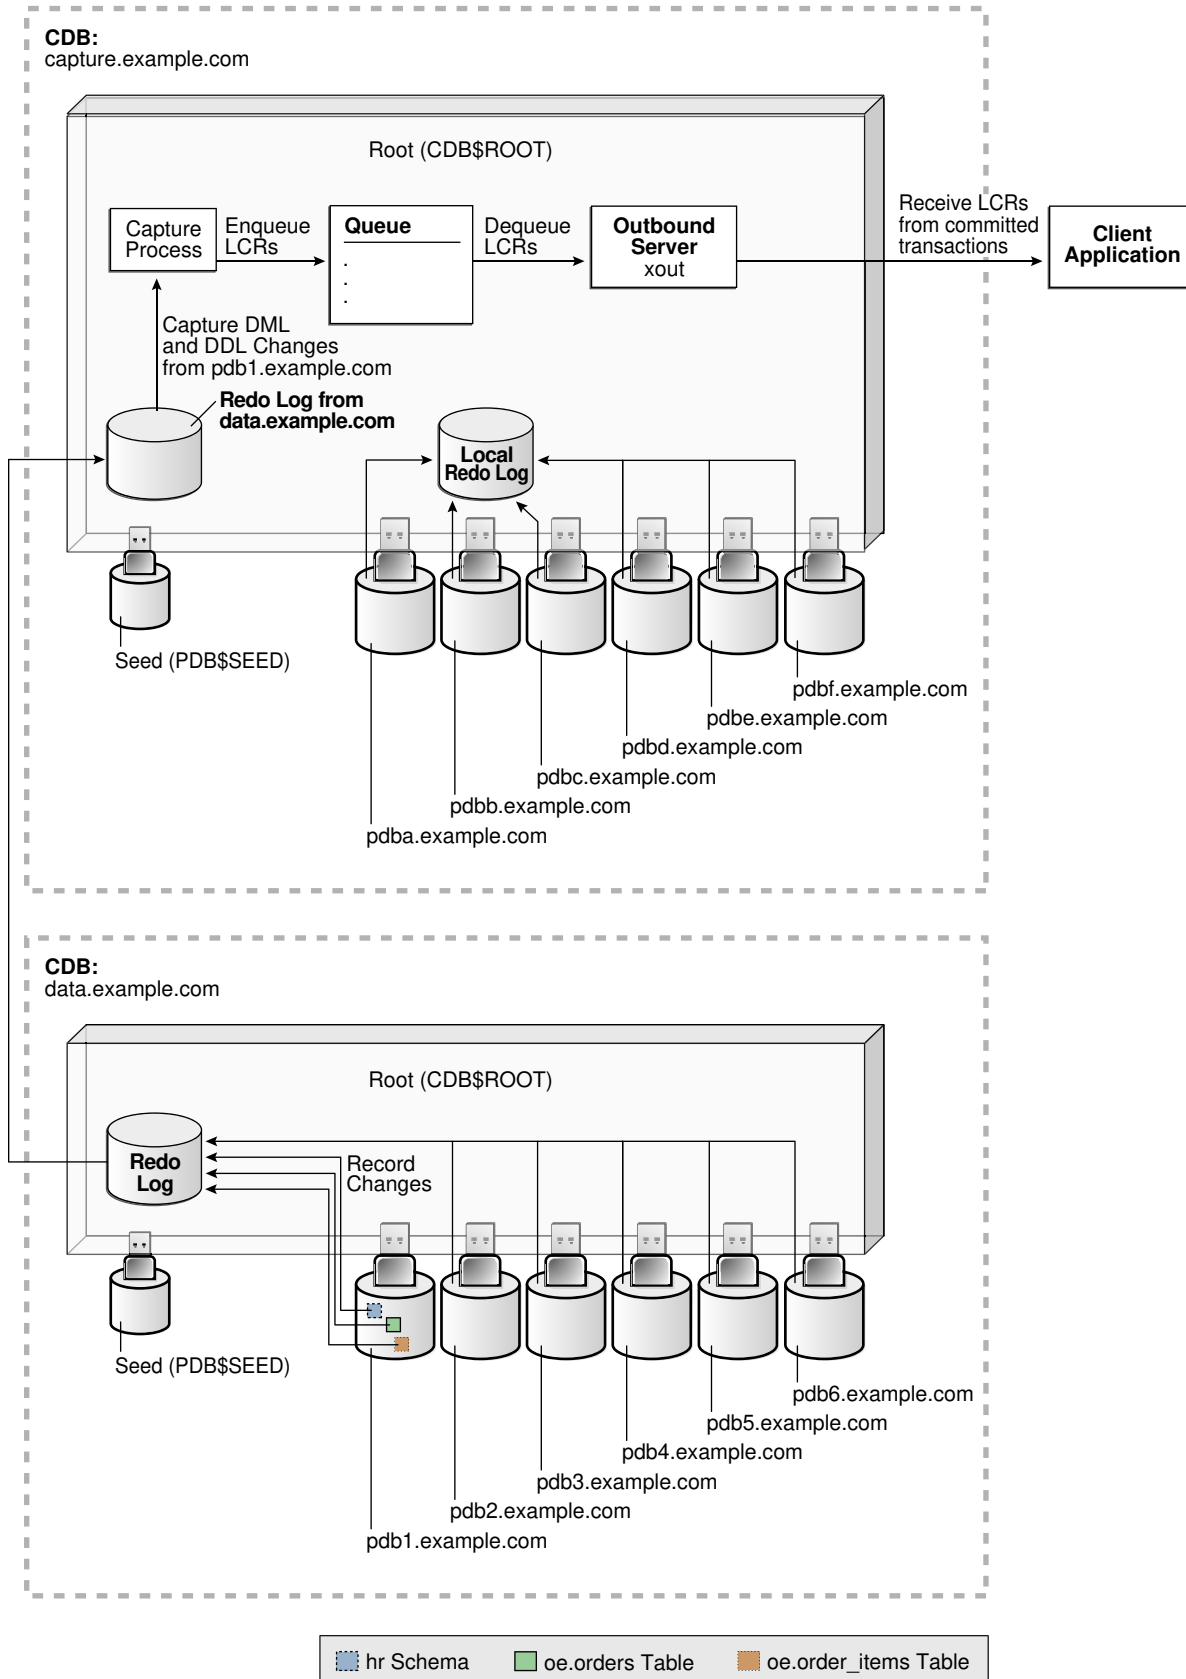 CDB:
capture.example.com
Root (CDB$ROOT)
Capture
Process
Enqueue
LCRs
Queue
.
.
.
Dequeue
LCRs
Outbound
Server
xout
Receive LCRs
from committed
transactions
Client
Application
Capture DML
and DDL Changes
from pdb1.example.com
Redo Log from
data.example.com
Local
Redo Log
Seed (PDB$SEED)
pdbf.example.com
pdbe.example.com
pdbd.example.com
pdbc.example.com
pdbb.example.com
pdba.example.com
CDB:
data.example.com
Root (CDB$ROOT)
Redo
Log
Record
Changes
Seed (PDB$SEED)
pdb6.example.com
pdb5.example.com
pdb4.example.com
pdb3.example.com
pdb2.example.com
pdb1.example.com
hr Schema
oe.orders Table
oe.order_items Table